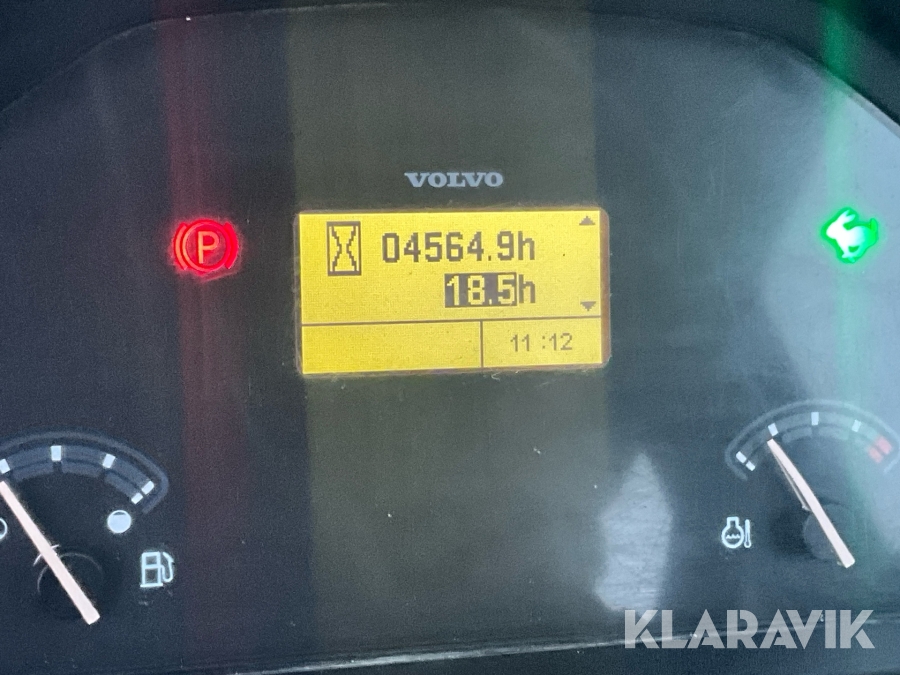 VOLVO
P
04564.9h
18.5h
11:12
KLARAVIK